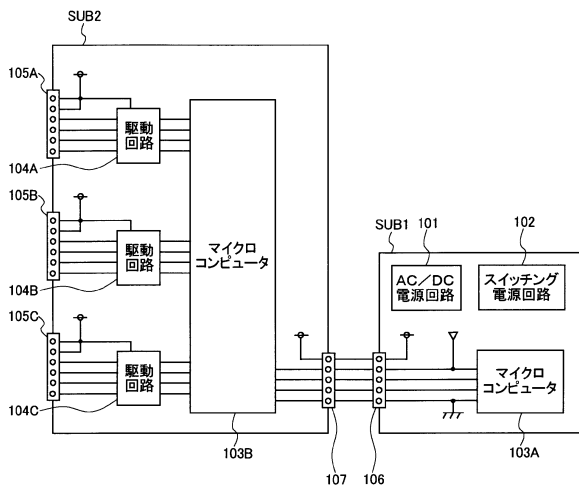 SUB2
105A
駆動
回路
104A
105B
駆動
回路
104B
マイクロ
コンピュータ
105C
駆動
回路
104C
103B
107
106
SUB1
101
102
AC／DC
電源回路
スイッチング
電源回路
マイクロ
コンピュータ
103A